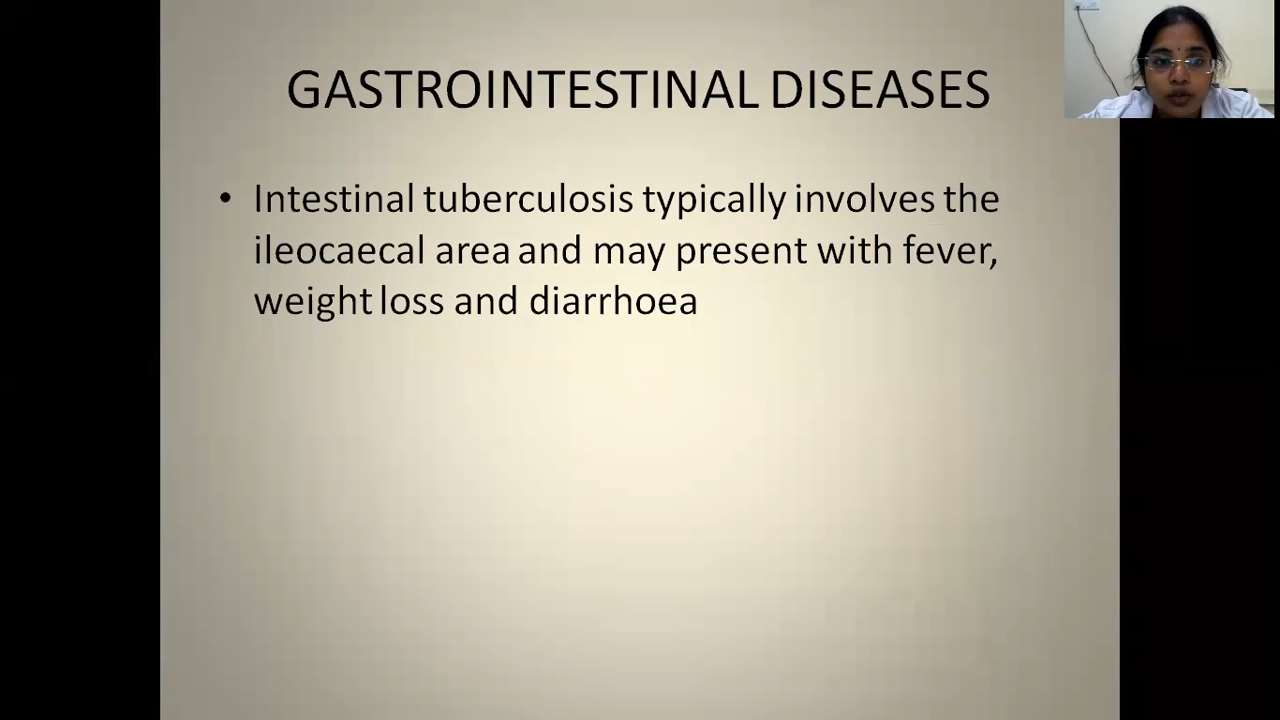 GASTROINTESTINAL DISEASES
• Intestinal tuberculosis typically involves the
ileocaecal area and may present with fever,
weight loss and diarrhoea